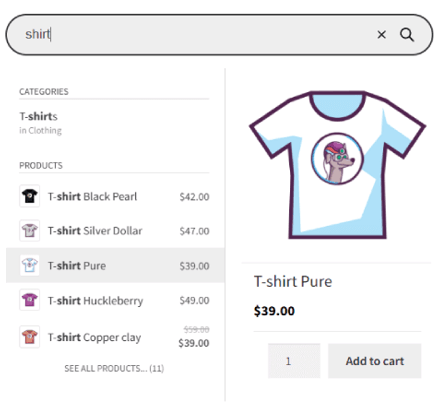 shirt
CATEGORIES
T-shirts
in Clothing
PRODUCTS
T-shirt Black Pearl $42.00
T-shirt Silver Dollar $47.00
T-shirt Pure $39.00
T-shirt Huckleberry $49.00
T-shirt Copper clay $59.00
$39.00
SEE ALL PRODUCTS... (11)
T-shirt Pure
$39.00
1 Add to cart